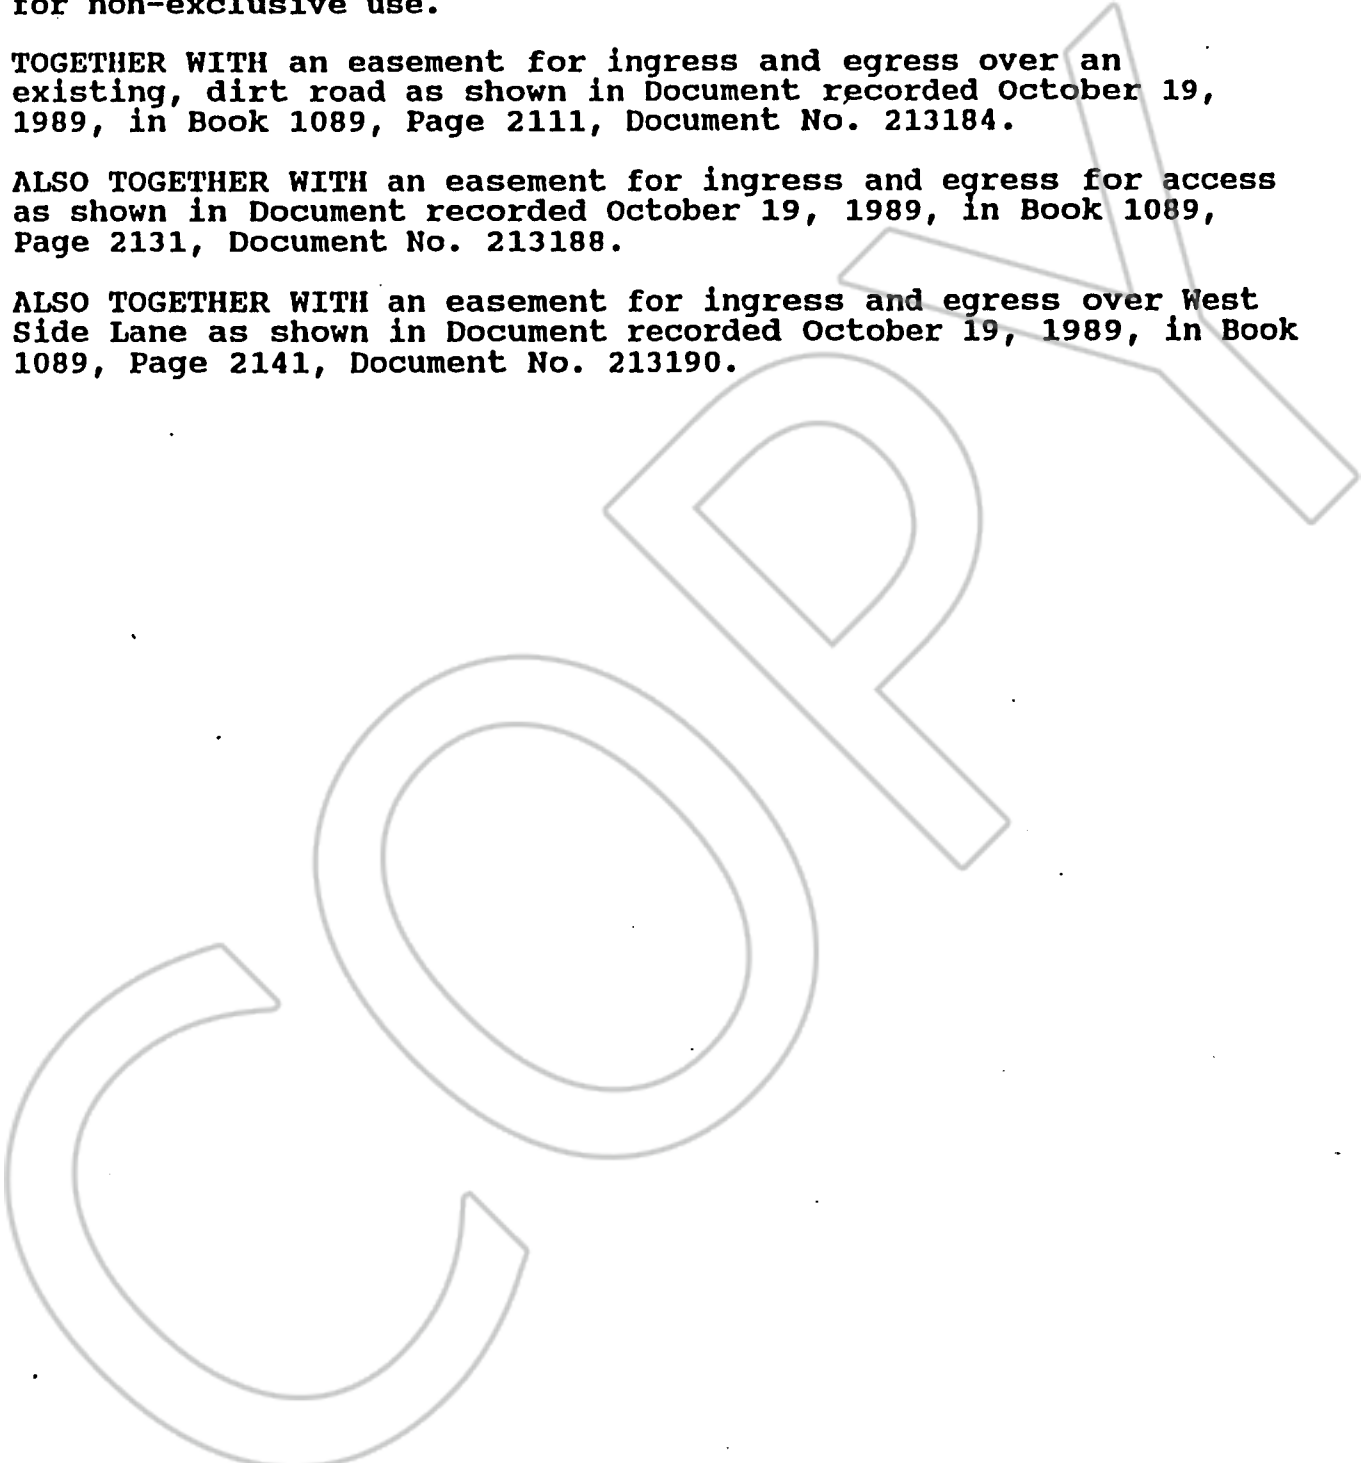 for non-exclusive use.
TOGETHER WITH an easement for ingress and egress over an
existing, dirt road as shown in Document recorded October 19,
1989, in Book 1089, Page 2111, Document No. 213184.
ALSO TOGETHER WITH an easement for ingress and egress for access
as shown in Document recorded October 19, 1989, in Book 1089,
Page 2131, Document No. 213188.
ALSO TOGETHER WITH an easement for ingress and egress over West
Side Lane as shown in Document recorded October 19, 1989, in Book
1089, Page 2141, Document No. 213190.
COPY